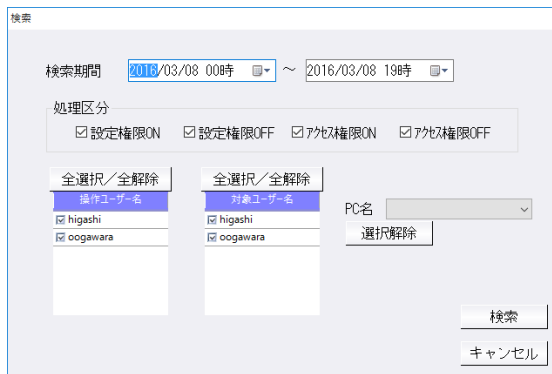 検索
検索期間 2016/03/08 00時 ～ 2016/03/08 19時
処理区分
設定権限ON 設定権限OFF ｱｸｾｽ権限ON ｱｸｾｽ権限OFF
全選択／全解除 全選択／全解除
操作ユーザー名 対象ユーザー名
higashi higashi
oogawara oogawara
PC名
選択解除
検索
キャンセル